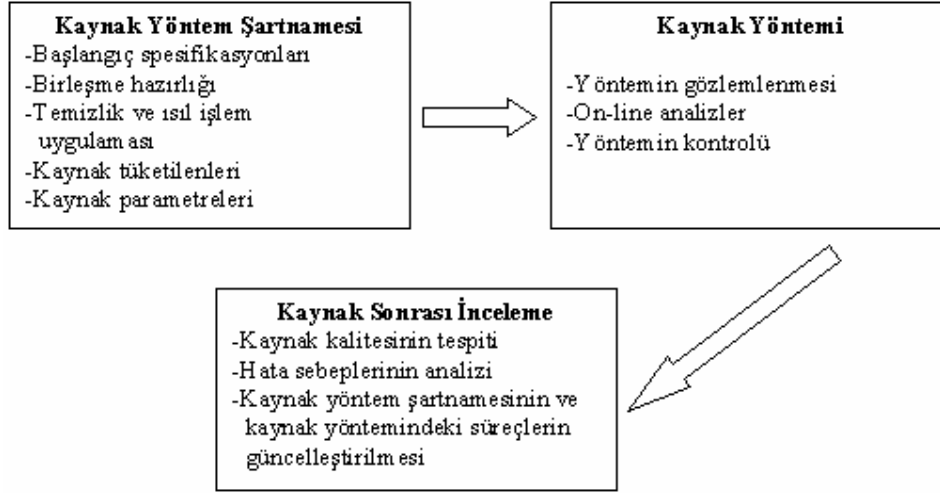 Kaynak Yöntem Şartnamesi
-Başlangıç spesifikasyonları
-Birleşme hazırlığı
-Temizlik ve ısıl işlem
uygulaması
-Kaynak tüketilenleri
-Kaynak parametreleri
Kaynak Yöntemi
-Yöntemin gözlemlenmesi
-On-line analizler
-Yöntemin kontrolü
Kaynak Sonrası İnceleme
-Kaynak kalitesinin tespiti
-Hata sebeplerinin analizi
-Kaynak yöntem şartnamesinin ve
kaynak yöntemindeki süreçlerin
güncelleştirilmesi